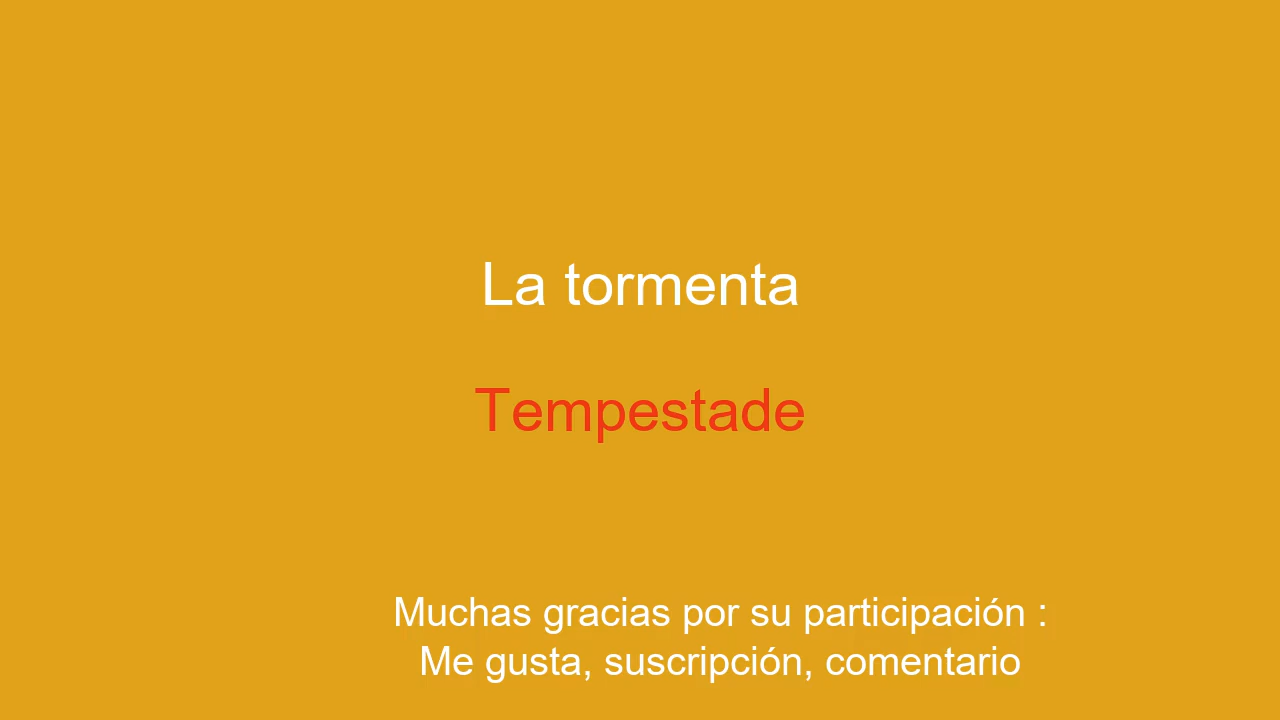 La tormenta
Tempestade
Muchas gracias por su participación :
Me gusta, suscripción, comentario